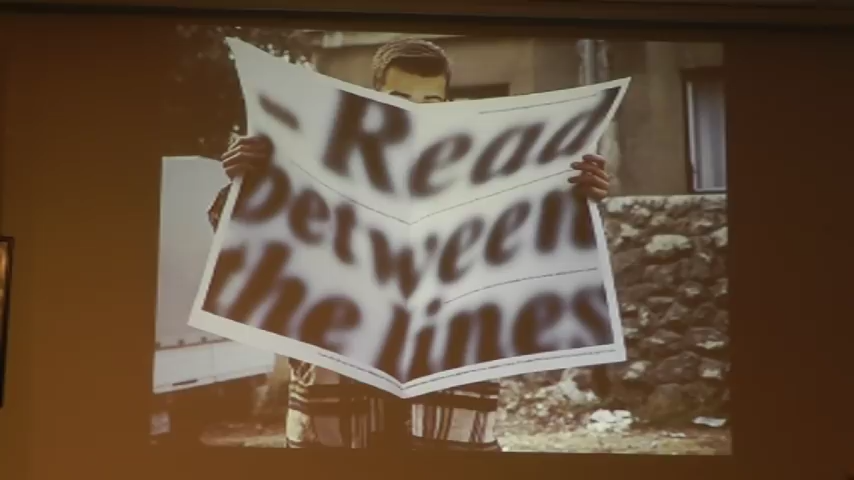 - Read
between
the lines